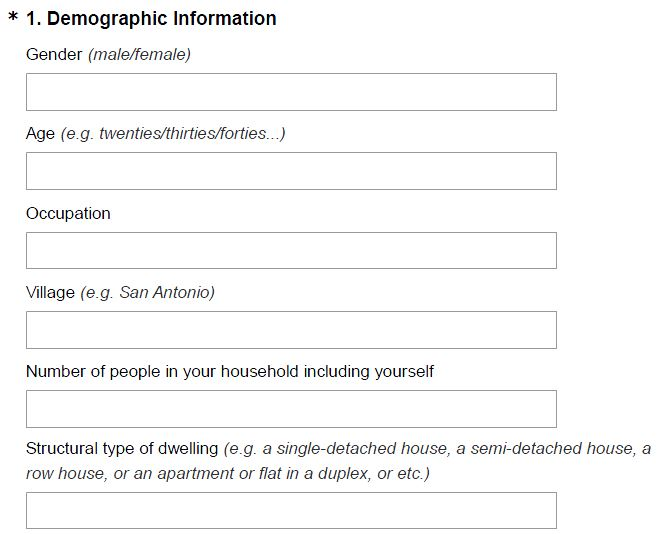 * 1. Demographic Information
Gender (male/female)
Age (e.g. twenties/thirties/forties...)
Occupation
Village (e.g. San Antonio)
Number of people in your household including yourself
Structural type of dwelling (e.g. a single-detached house, a semi-detached house, a
row house, or an apartment or flat in a duplex, or etc.)